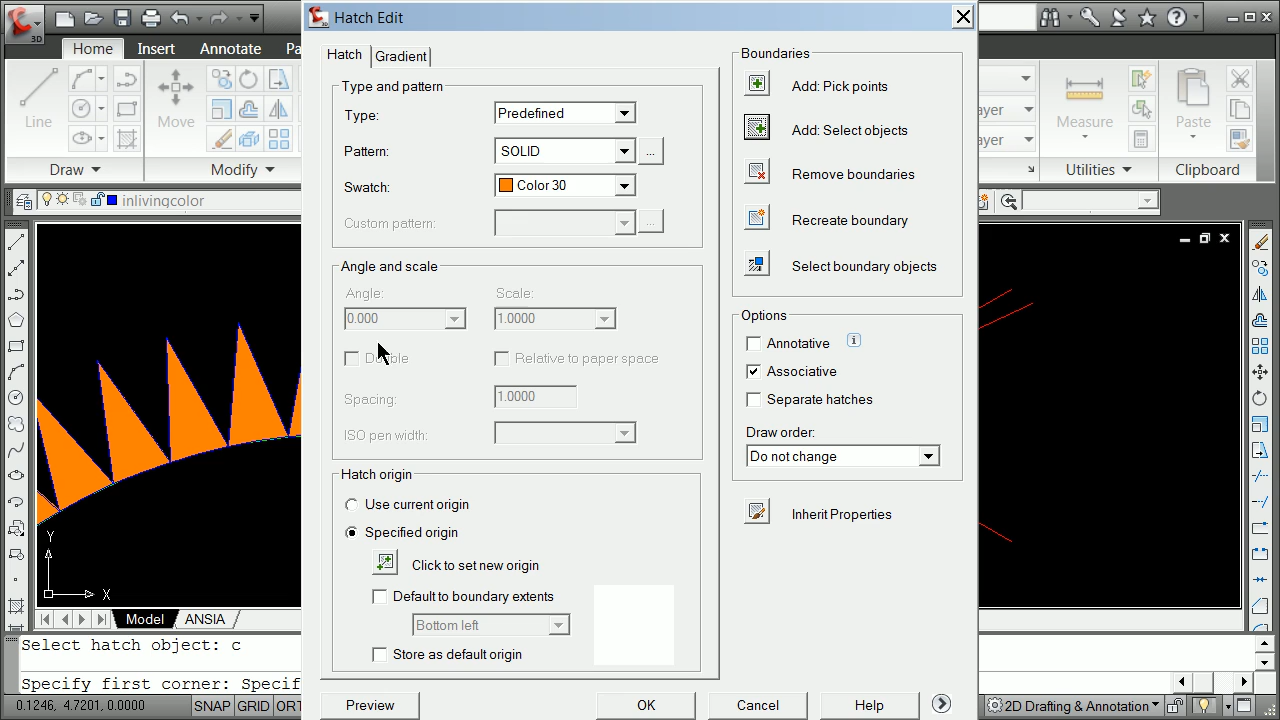 Hatch Edit
3D
Home
Insert
Annotate
Pa
Line
Move
Draw
Modify
ayer
ayer
Measure
Paste
Utilities
Clipboard
inlivingcolor
Hatch
Gradient
Type and pattern
Type:
Predefined
Pattern:
SOLID
...
Swatch:
Color 30
Custom pattern:
...
Angle and scale
Angle:
Scale:
0.000
1.0000
Double
Relative to paper space
Spacing:
1.0000
ISO pen width:
Hatch origin
Use current origin
Specified origin
Click to set new origin
Default to boundary extents
Bottom left
Store as default origin
Boundaries
Add: Pick points
Add: Select objects
Remove boundaries
Recreate boundary
Select boundary objects
Options
Annotative
Associative
Separate hatches
Draw order:
Do not change
Inherit Properties
Preview
OK
Cancel
Help
Y
X
Model
ANSIA
Select hatch object: c
Specify first corner: Specif
0.1246, 4.7201, 0.0000
SNAP
GRID
ORT
2D Drafting & Annotation